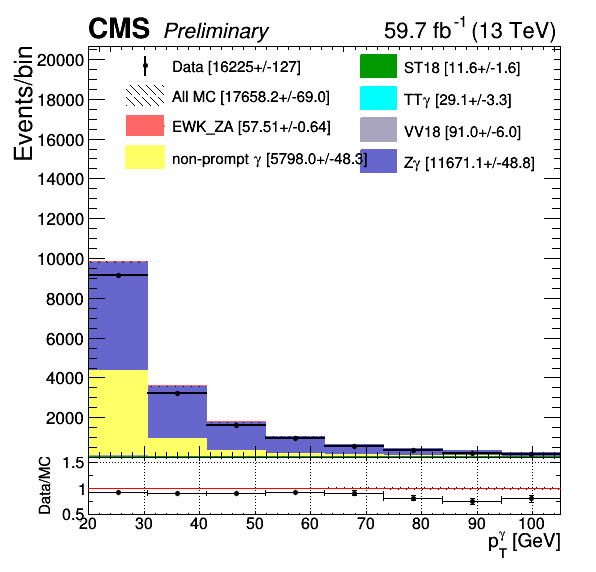 CMS Preliminary 59.7 fb⁻¹ (13 TeV)
Events/bin
20000
18000
16000
14000
12000
10000
8000
6000
4000
2000
Data [16225+/-127]
All MC [17658.2+/-69.0]
EWK_ZA [57.51+/-0.64]
non-prompt γ [5798.0+/-48.3]
ST18 [11.6+/-1.6]
TTγ [29.1+/-3.3]
VV18 [91.0+/-6.0]
Zγ [11671.1+/-48.8]
Data/MC
1.5
1
0.5
20 30 40 50 60 70 80 90 100
p_T^γ [GeV]